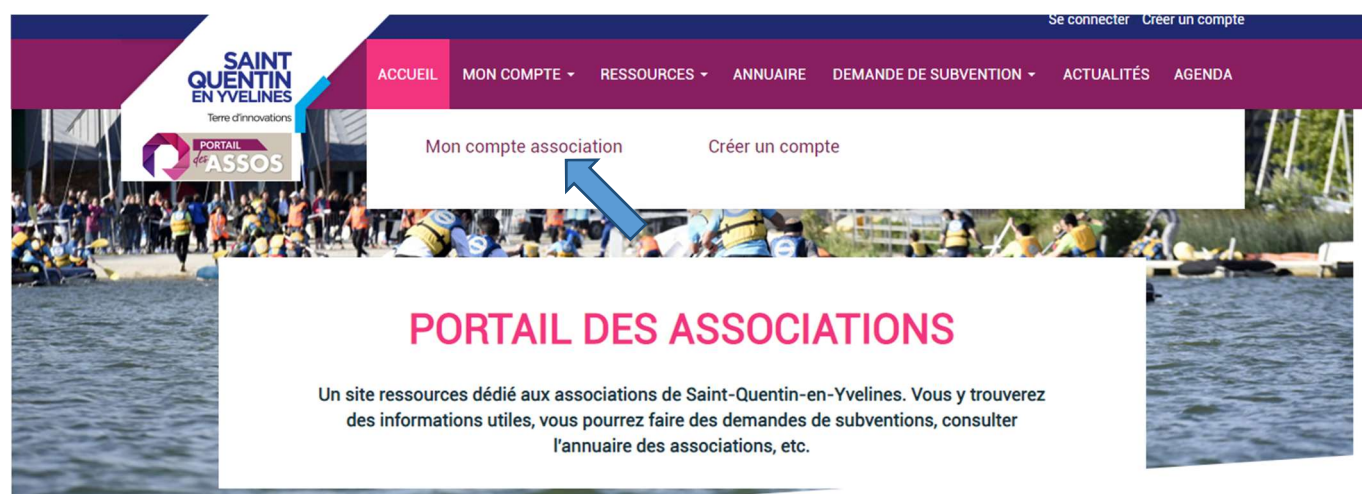 Se connecter Créer un compte
SAINT
QUENTIN
EN YVELINES
Terre d'innovations
PORTAIL
des ASSOS
ACCUEIL MON COMPTE RESSOURCES ANNUAIRE DEMANDE DE SUBVENTION ACTUALITÉS AGENDA
Mon compte association Créer un compte
PORTAIL DES ASSOCIATIONS
Un site ressources dédié aux associations de Saint-Quentin-en-Yvelines. Vous y trouverez
des informations utiles, vous pourrez faire des demandes de subventions, consulter
l'annuaire des associations, etc.